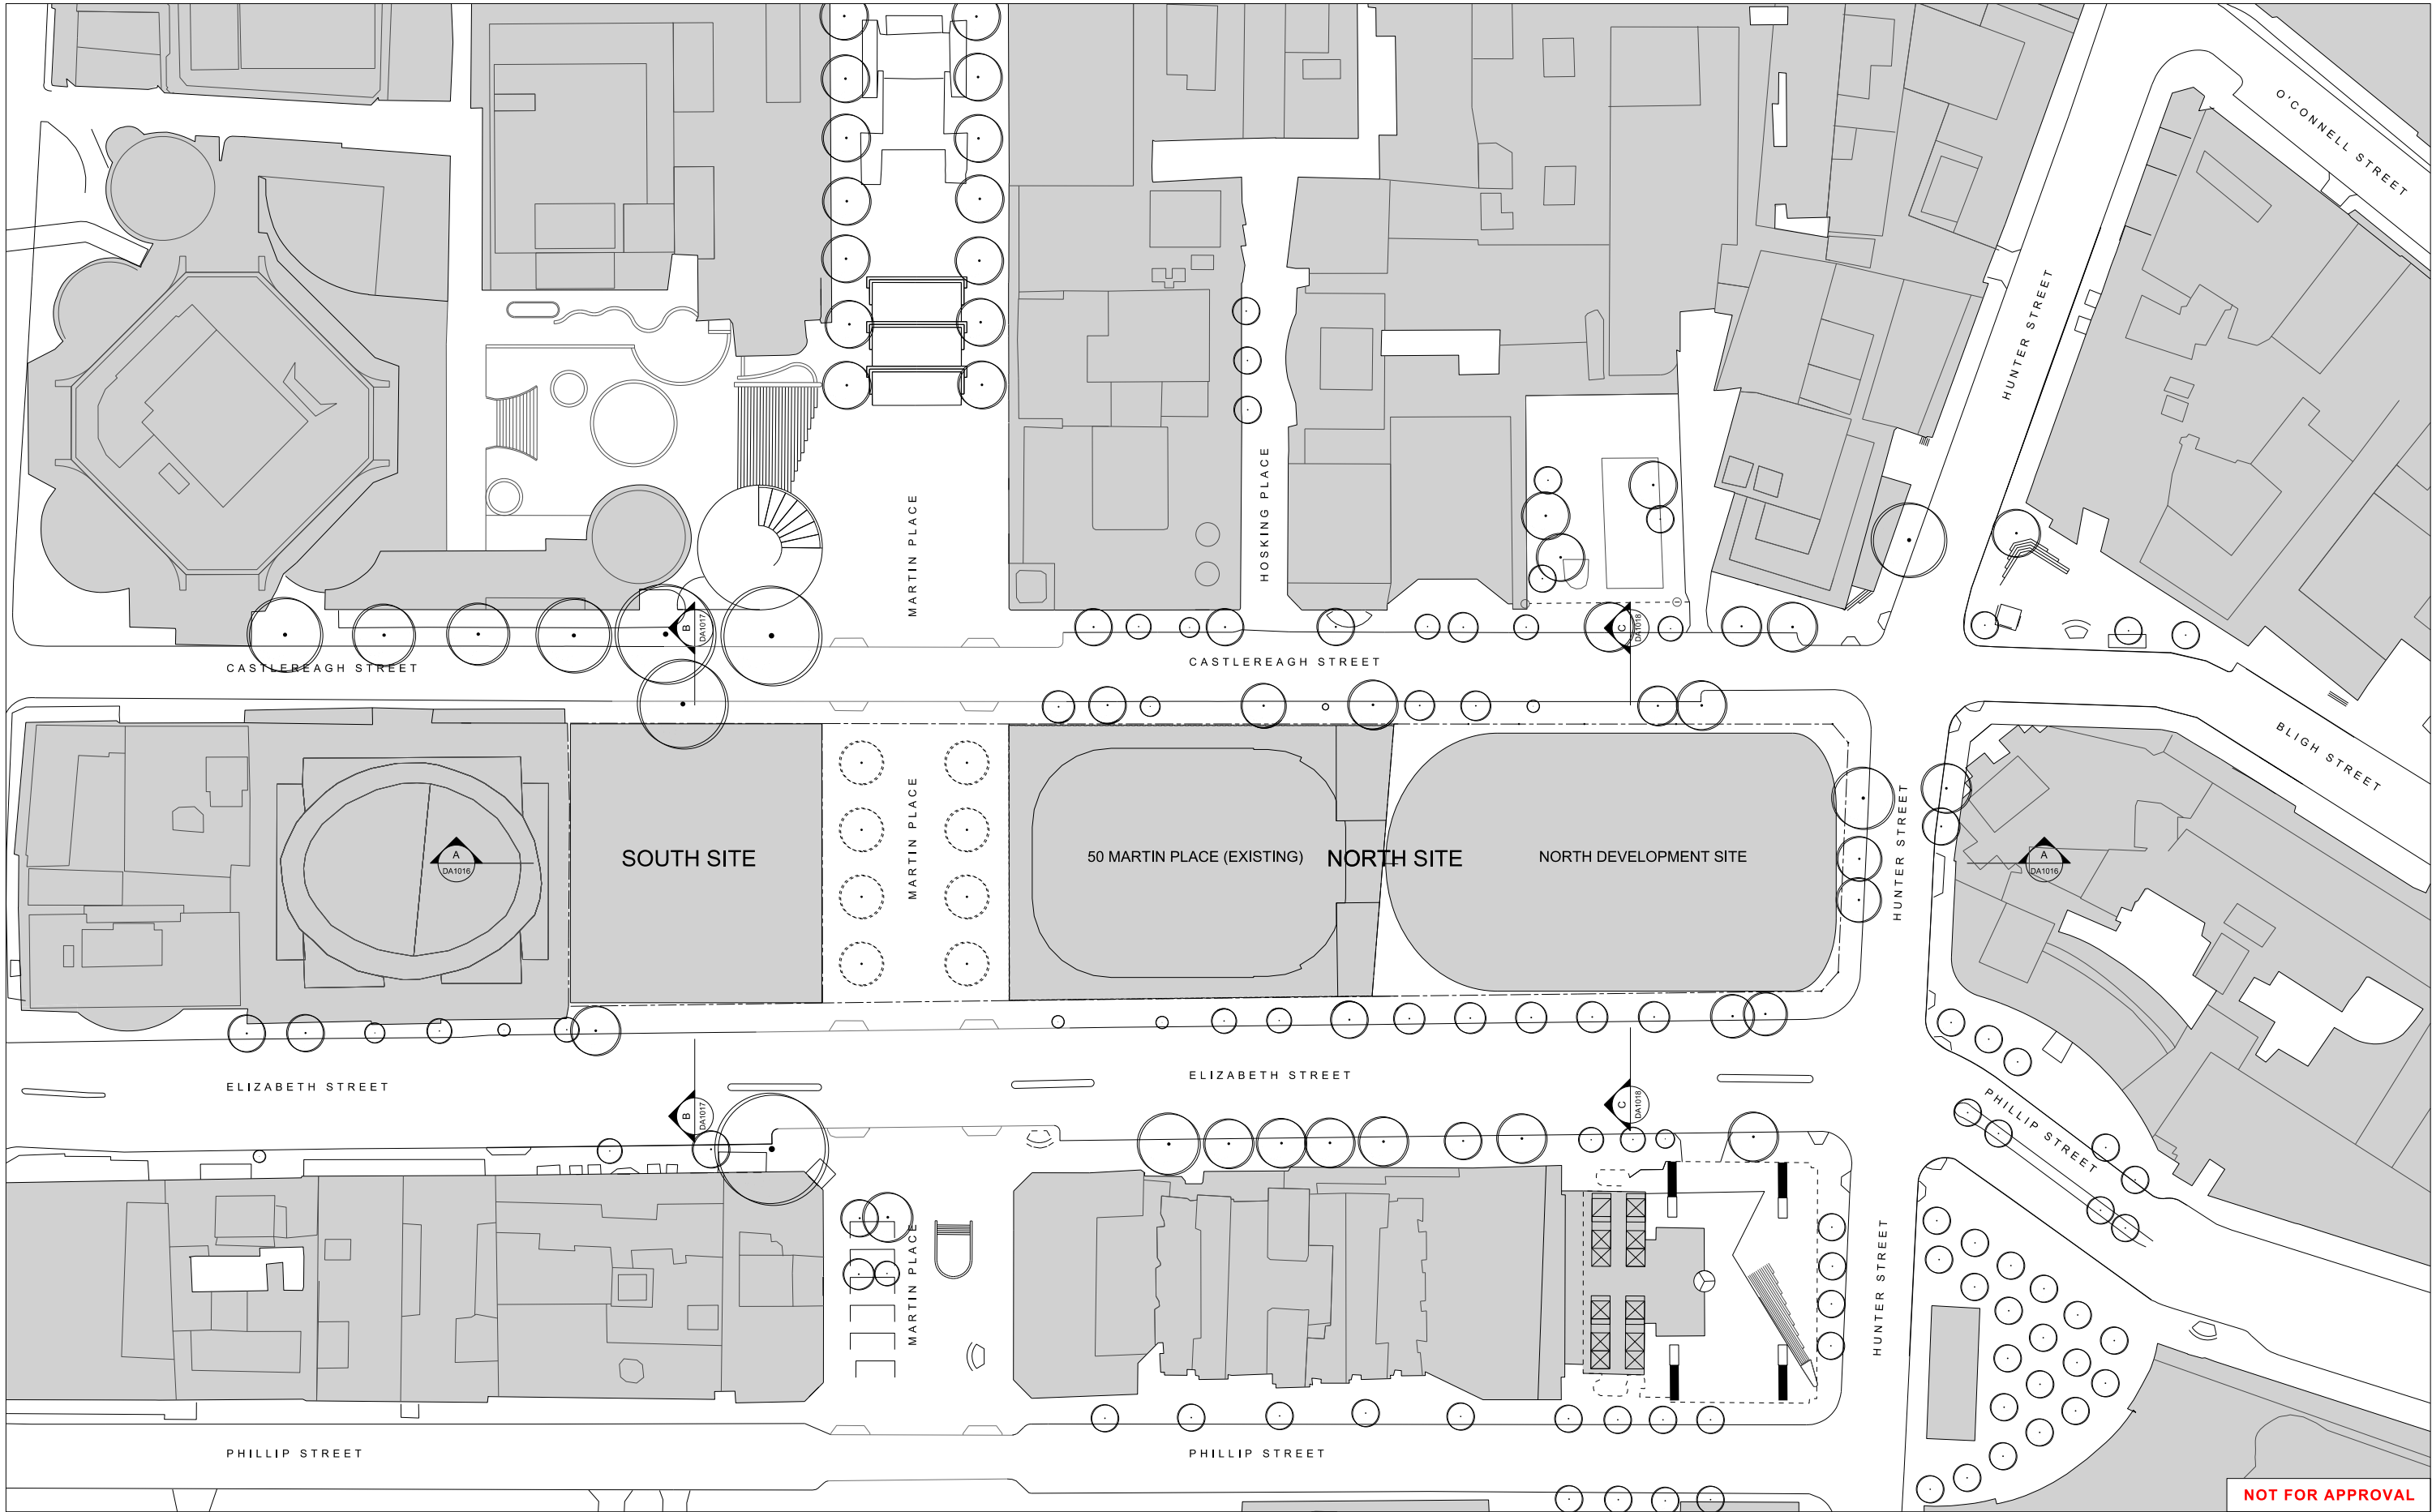 O'CONNELL STREET
HUNTER STREET
MARTIN PLACE
HOSKING PLACE
B
DA1017
C
DA1018
CASTLEREAGH STREET
CASTLEREAGH STREET
BLIGH STREET
MARTIN PLACE
HUNTER STREET
A
DA1016
SOUTH SITE
50 MARTIN PLACE (EXISTING)
NORTH SITE
NORTH DEVELOPMENT SITE
A
DA1016
ELIZABETH STREET
ELIZABETH STREET
B
DA1017
C
DA1018
PHILLIP STREET
MARTIN PLACE
HUNTER STREET
PHILLIP STREET
PHILLIP STREET
NOT FOR APPROVAL